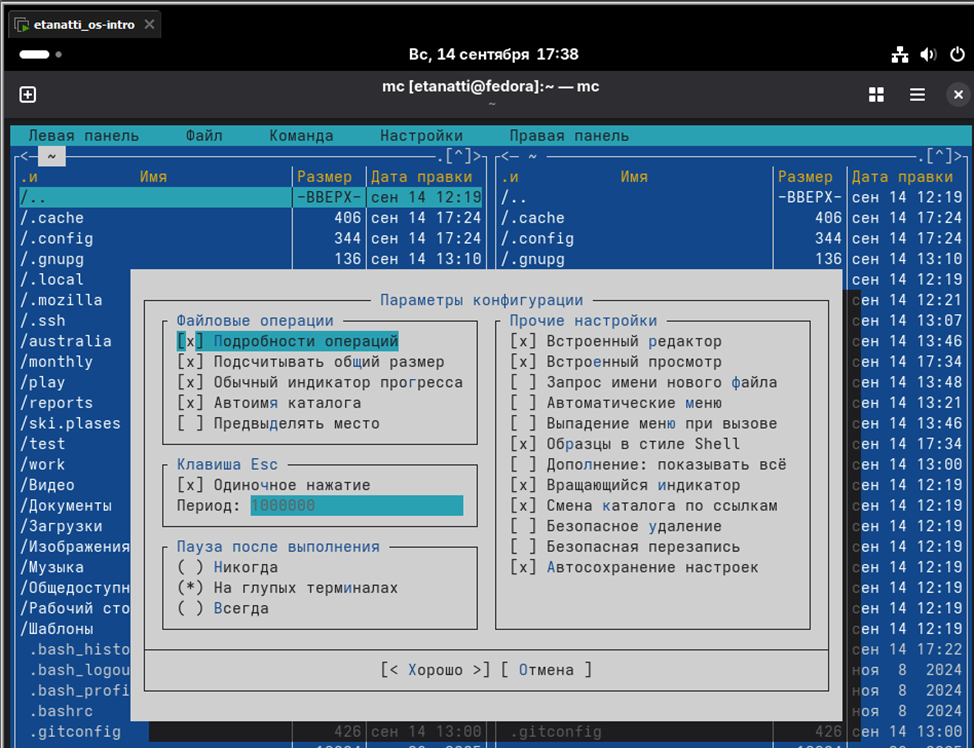 etanatti_os-intro
Вс, 14 сентября 17:38
mc [etanatti@fedora]:~ — mc
~
Левая панель Файл Команда Настройки Правая панель
<— ~ .[^]> <— ~ .[^]>
.и Имя Размер Дата правки .и Имя Размер Дата правки
/.. -ВВЕРХ- сен 14 12:19 /.. -ВВЕРХ- сен 14 12:19
/.cache 406 сен 14 17:24 /.cache 406 сен 14 17:24
/.config 344 сен 14 17:24 /.config 344 сен 14 17:24
/.gnupg 136 сен 14 13:10 /.gnupg 136 сен 14 13:10
/.local сен 14 12:19
/.mozilla сен 14 12:21
/.ssh сен 14 13:07
/australia сен 14 13:46
/monthly сен 14 17:34
/play сен 14 13:48
/reports сен 14 13:21
/ski.plases сен 14 13:46
/test сен 14 17:34
/work сен 14 13:00
/Видео сен 14 12:19
/Документы сен 14 12:19
/Загрузки сен 14 12:19
/Изображения сен 14 12:19
/Музыка сен 14 12:19
/Общедоступн сен 14 12:19
/Рабочий сто сен 14 12:19
/Шаблоны сен 14 12:19
.bash_histo сен 14 17:22
.bash_logou ноя 8 2024
.bash_profi ноя 8 2024
.bashrc ноя 8 2024
.gitconfig 426 сен 14 13:00 .gitconfig 426 сен 14 13:00
Параметры конфигурации
Файловые операции
[x] Подробности операций
[x] Подсчитывать общий размер
[x] Обычный индикатор прогресса
[x] Автоимя каталога
[ ] Предвыделять место
Клавиша Esc
[x] Одиночное нажатие
Период: 1000000
Пауза после выполнения
( ) Никогда
(*) На глупых терминалах
( ) Всегда
Прочие настройки
[x] Встроенный редактор
[x] Встроенный просмотр
[ ] Запрос имени нового файла
[ ] Автоматические меню
[ ] Выпадение меню при вызове
[x] Образцы в стиле Shell
[ ] Дополнение: показывать всё
[x] Вращающийся индикатор
[x] Смена каталога по ссылкам
[ ] Безопасное удаление
[ ] Безопасная перезапись
[x] Автосохранение настроек
[< Хорошо >] [ Отмена ]